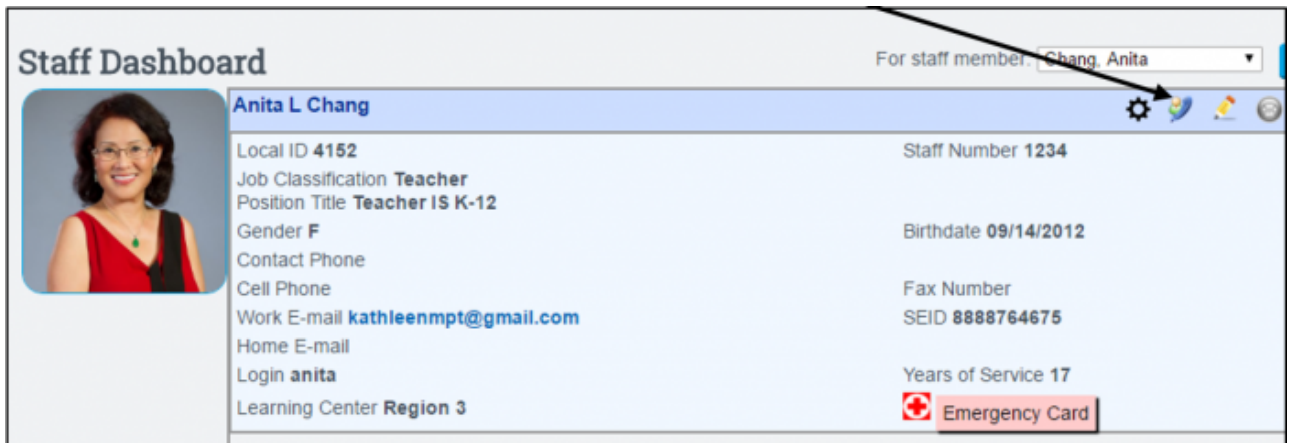 Staff Dashboard
For staff member: Chang, Anita
Anita L Chang
Local ID 4152 Staff Number 1234
Job Classification Teacher
Position Title Teacher IS K-12
Gender F Birthdate 09/14/2012
Contact Phone
Cell Phone Fax Number
Work E-mail kathleenmpt@gmail.com SEID 8888764675
Home E-mail
Login anita Years of Service 17
Learning Center Region 3 Emergency Card